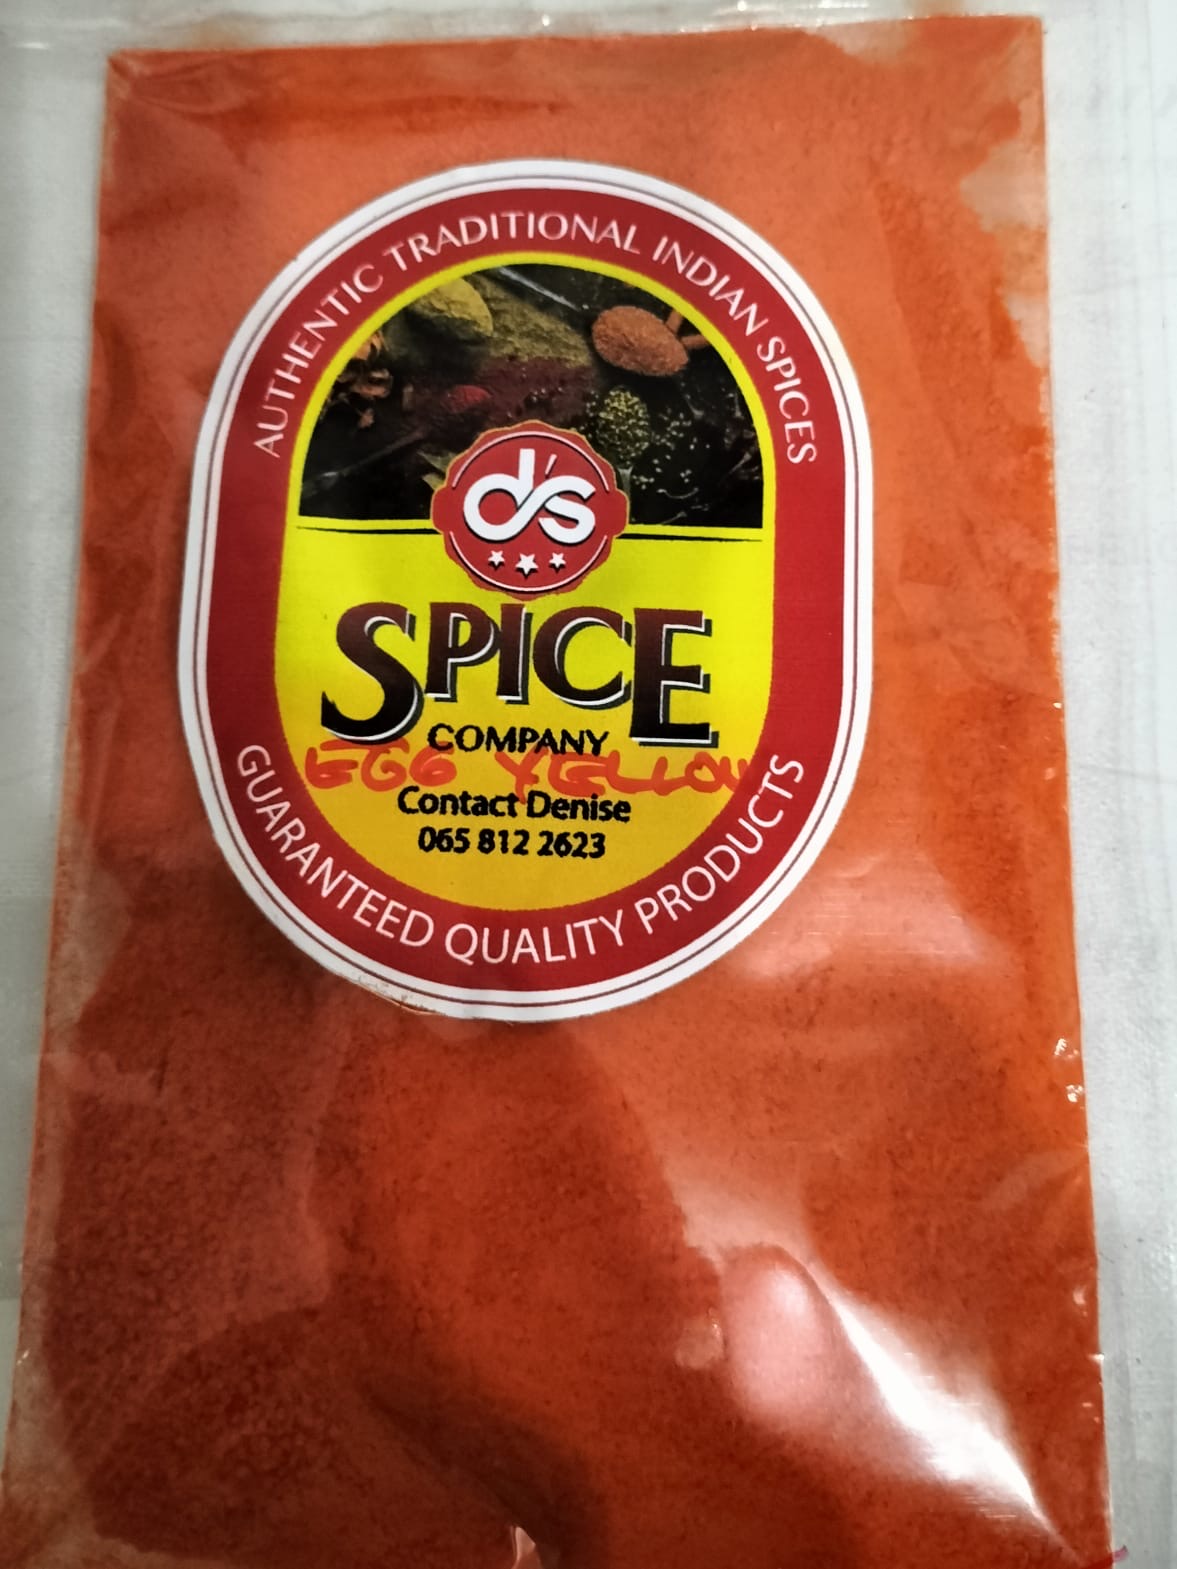 AUTHENTIC TRADITIONAL INDIAN SPICES
d's
SPICE
COMPANY
EGG YELLOW
Contact Denise
065 812 2623
GUARANTEED QUALITY PRODUCTS